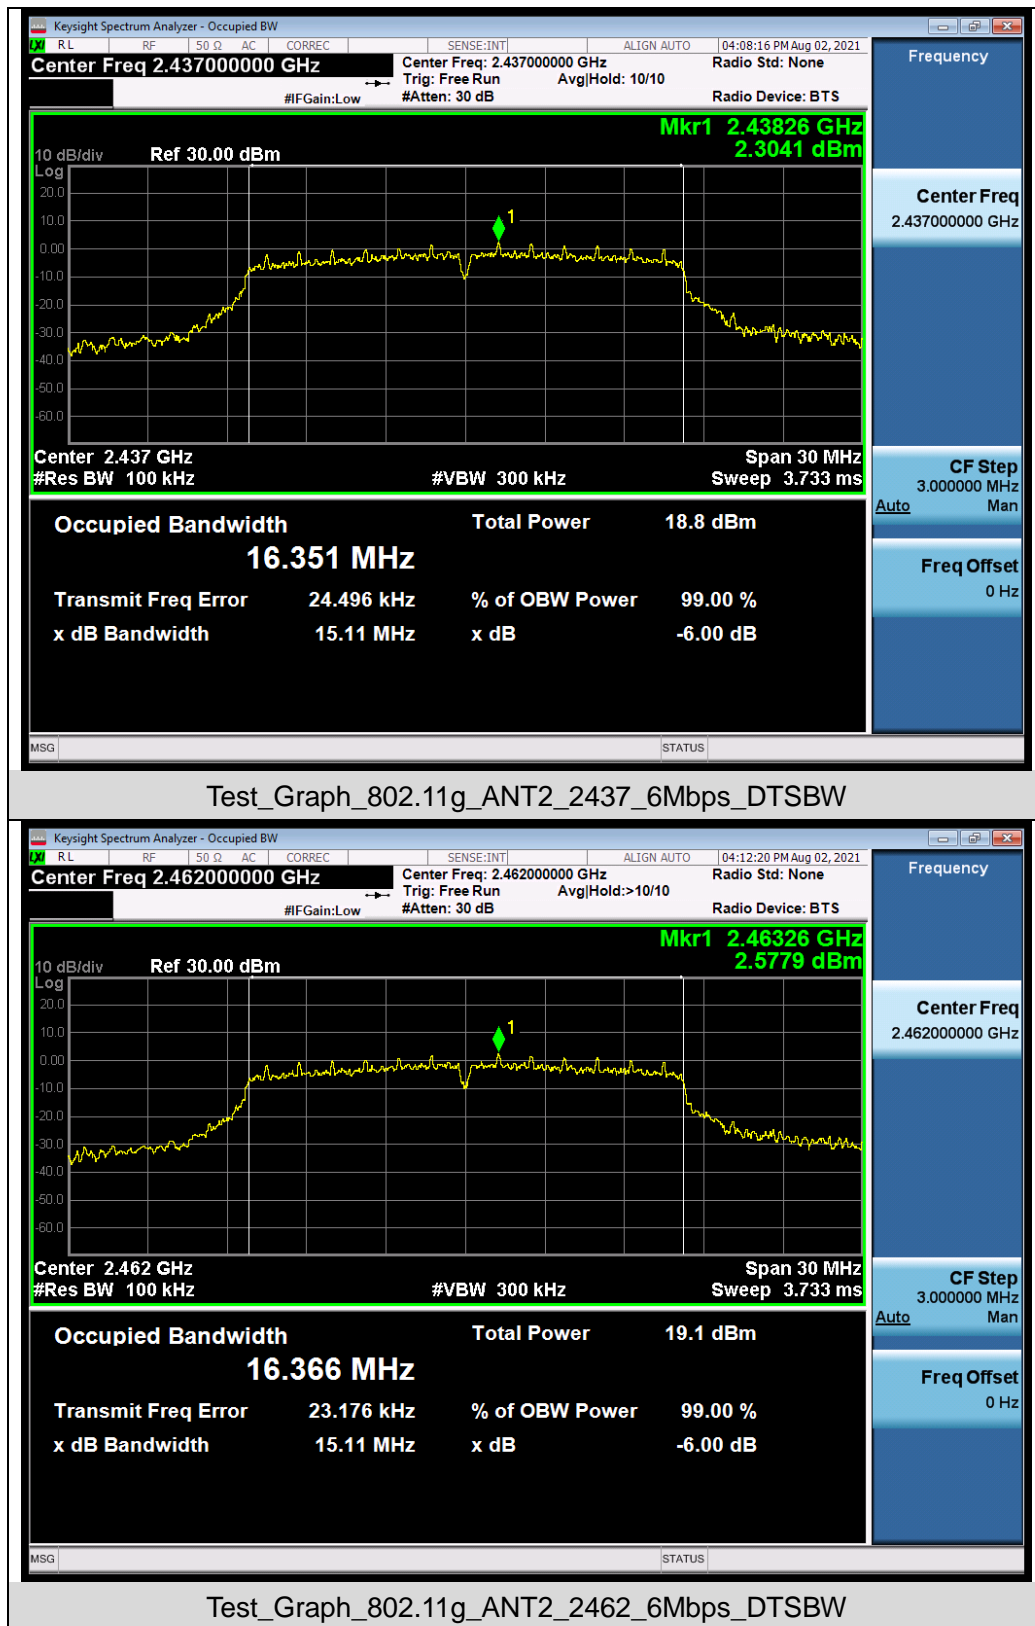 Keysight Spectrum Analyzer - Occupied BW
LXI RL RF 50 Ω AC CORREC SENSE:INT ALIGN AUTO 04:08:16 PM Aug 02, 2021
Center Freq 2.437000000 GHz Center Freq: 2.437000000 GHz Radio Std: None
Trig: Free Run Avg|Hold: 10/10
#IFGain:Low #Atten: 30 dB Radio Device: BTS
Mkr1 2.43826 GHz
2.3041 dBm
10 dB/div Ref 30.00 dBm
Log
20.0
10.0
0.00
-10.0
-20.0
-30.0
-40.0
-50.0
-60.0
1
Center 2.437 GHz Span 30 MHz
#Res BW 100 kHz #VBW 300 kHz Sweep 3.733 ms
Occupied Bandwidth Total Power 18.8 dBm
16.351 MHz
Transmit Freq Error 24.496 kHz % of OBW Power 99.00 %
x dB Bandwidth 15.11 MHz x dB -6.00 dB
MSG STATUS
Frequency
Center Freq
2.437000000 GHz
CF Step
3.000000 MHz
Auto Man
Freq Offset
0 Hz
Test_Graph_802.11g_ANT2_2437_6Mbps_DTSBW
Keysight Spectrum Analyzer - Occupied BW
LXI RL RF 50 Ω AC CORREC SENSE:INT ALIGN AUTO 04:12:20 PM Aug 02, 2021
Center Freq 2.462000000 GHz Center Freq: 2.462000000 GHz Radio Std: None
Trig: Free Run Avg|Hold:>10/10
#IFGain:Low #Atten: 30 dB Radio Device: BTS
Mkr1 2.46326 GHz
2.5779 dBm
10 dB/div Ref 30.00 dBm
Log
20.0
10.0
0.00
-10.0
-20.0
-30.0
-40.0
-50.0
-60.0
1
Center 2.462 GHz Span 30 MHz
#Res BW 100 kHz #VBW 300 kHz Sweep 3.733 ms
Occupied Bandwidth Total Power 19.1 dBm
16.366 MHz
Transmit Freq Error 23.176 kHz % of OBW Power 99.00 %
x dB Bandwidth 15.11 MHz x dB -6.00 dB
MSG STATUS
Frequency
Center Freq
2.462000000 GHz
CF Step
3.000000 MHz
Auto Man
Freq Offset
0 Hz
Test_Graph_802.11g_ANT2_2462_6Mbps_DTSBW